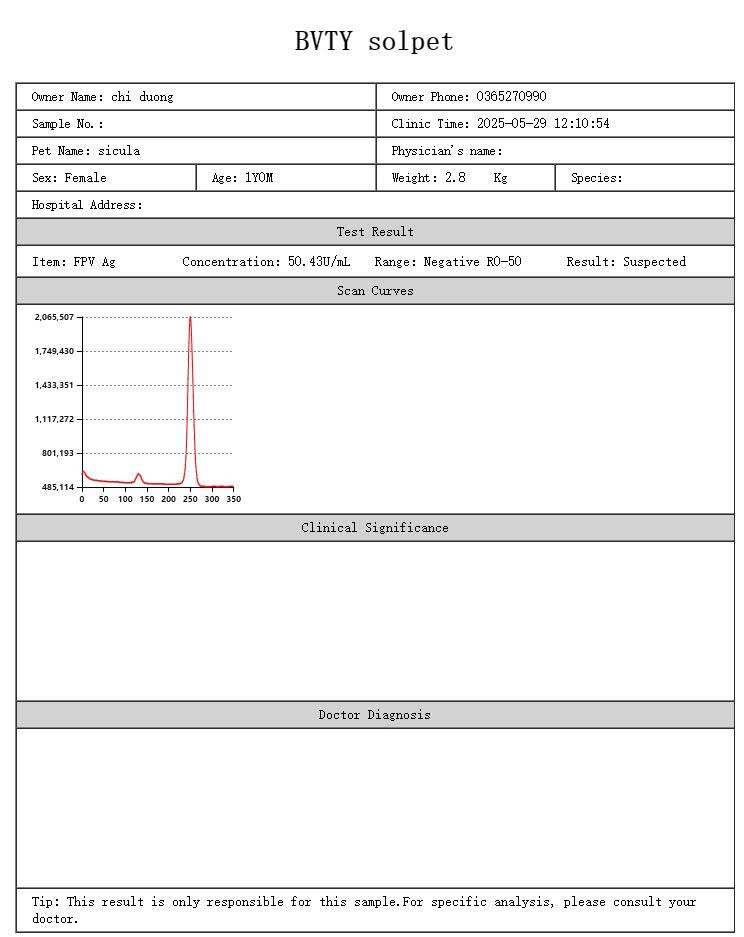 BVTY solpet
Owner Name: chi duong
Owner Phone: 0365270990
Sample No.:
Clinic Time: 2025-05-29 12:10:54
Pet Name: sicula
Physician's name:
Sex: Female
Age: 1Y0M
Weight: 2.8 Kg
Species:
Hospital Address:
Test Result
Item: FPV Ag
Concentration: 50.43U/mL
Range: Negative R0-50
Result: Suspected
Scan Curves
2,065,507
1,749,430
1,433,351
1,117,272
801,193
485,114
0 50 100 150 200 250 300 350
Clinical Significance
Doctor Diagnosis
Tip: This result is only responsible for this sample.For specific analysis, please consult your
doctor.